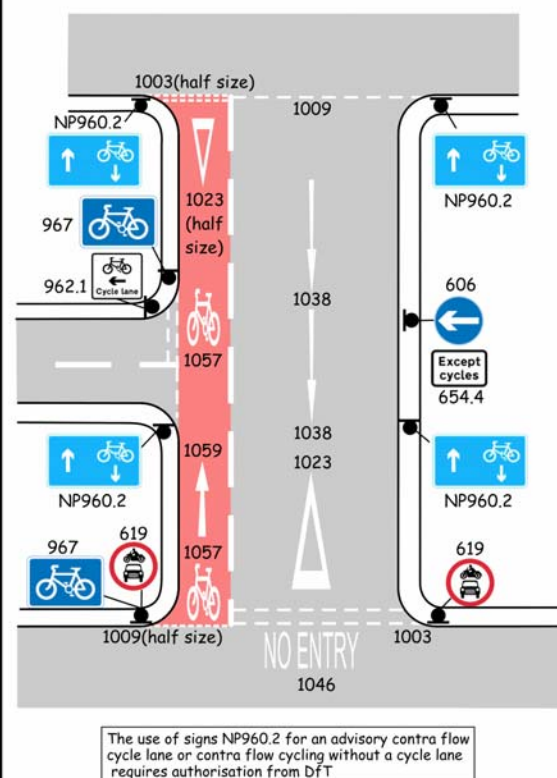 1003(half size)
1009
NP960.2
NP960.2
967
1023
(half
size)
962.1
Cycle lane
1038
606
1057
Except
cycles
654.4
1038
1059
1023
NP960.2
NP960.2
967
619
1057
619
1009(half size)
1003
NO ENTRY
1046
The use of signs NP960.2 for an advisory contra flow
cycle lane or contra flow cycling without a cycle lane
requires authorisation from DfT